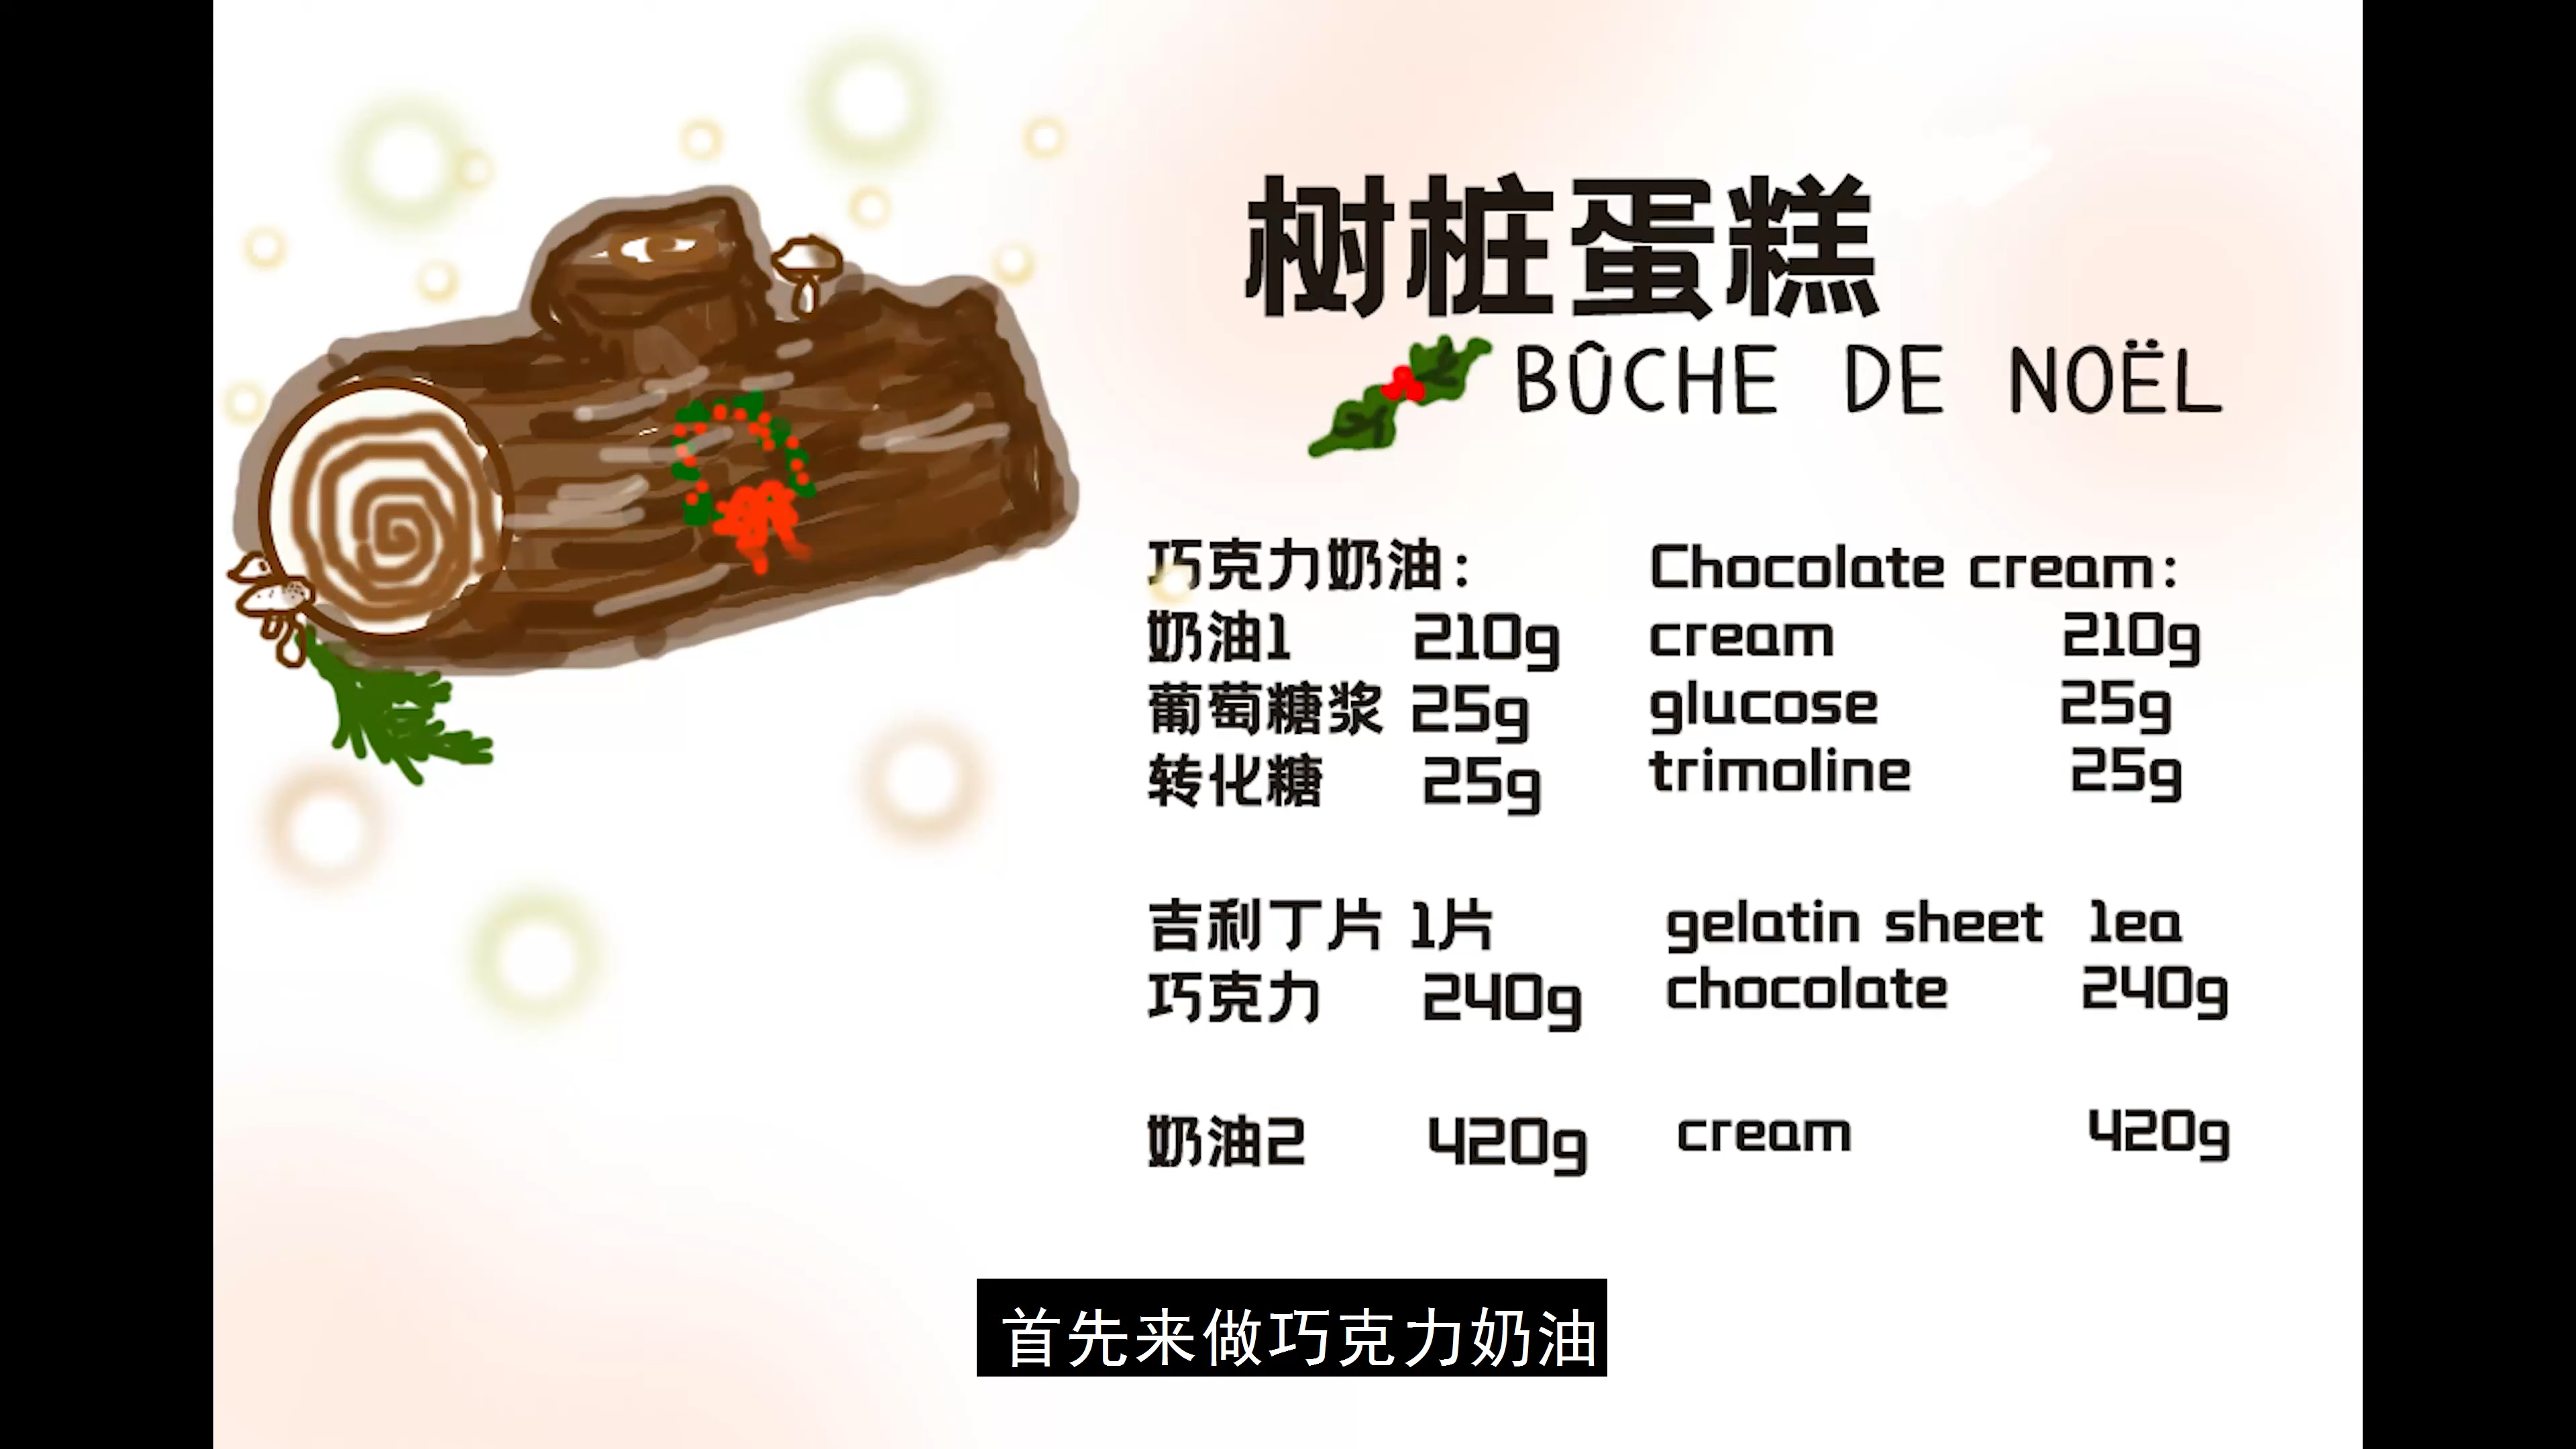 树桩蛋糕
BÛCHE DE NOËL
巧克力奶油: Chocolate cream:
奶油1 210g cream 210g
葡萄糖浆 25g glucose 25g
转化糖 25g trimoline 25g
吉利丁片 1片 gelatin sheet 1ea
巧克力 240g chocolate 240g
奶油2 420g cream 420g
首先来做巧克力奶油